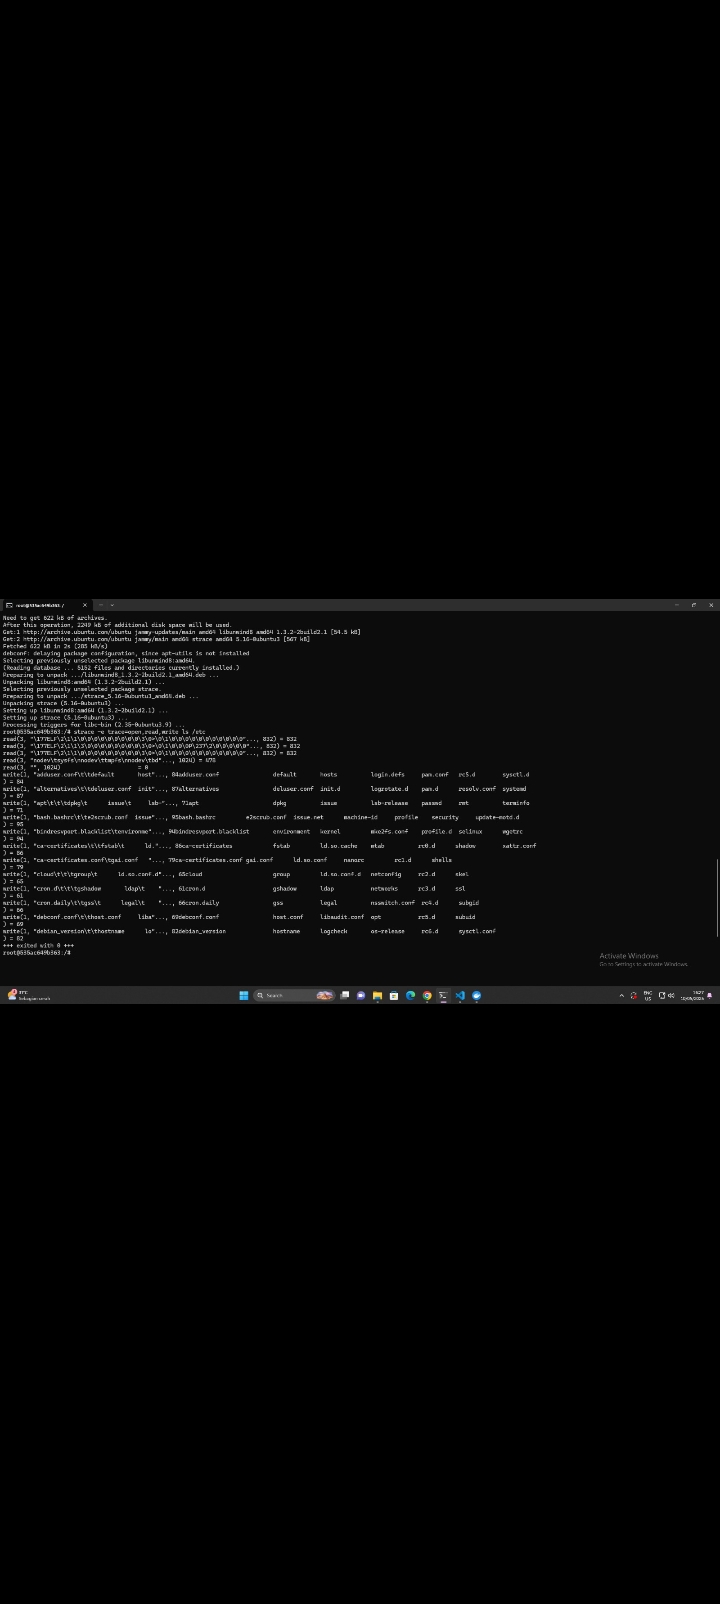 root@535ac649b363: /
Need to get 622 kB of archives.
After this operation, 2249 kB of additional disk space will be used.
Get:1 http://archive.ubuntu.com/ubuntu jammy-updates/main amd64 libunwind8 amd64 1.3.2-2build2.1 [54.5 kB]
Get:2 http://archive.ubuntu.com/ubuntu jammy/main amd64 strace amd64 5.16-0ubuntu3 [567 kB]
Fetched 622 kB in 2s (285 kB/s)
debconf: delaying package configuration, since apt-utils is not installed
Selecting previously unselected package libunwind8:amd64.
(Reading database ... 5152 files and directories currently installed.)
Preparing to unpack .../libunwind8_1.3.2-2build2.1_amd64.deb ...
Unpacking libunwind8:amd64 (1.3.2-2build2.1) ...
Selecting previously unselected package strace.
Preparing to unpack .../strace_5.16-0ubuntu3_amd64.deb ...
Unpacking strace (5.16-0ubuntu3) ...
Setting up libunwind8:amd64 (1.3.2-2build2.1) ...
Setting up strace (5.16-0ubuntu3) ...
Processing triggers for libc-bin (2.35-0ubuntu3.9) ...
root@535ac649b363:/# strace -e trace=open,read,write ls /etc
read(3, "\177ELF\2\1\1\0\0\0\0\0\0\0\0\0\3\0>\0\1\0\0\0\0\0\0\0\0\0\0\0"..., 832) = 832
read(3, "\177ELF\2\1\1\3\0\0\0\0\0\0\0\0\3\0>\0\1\0\0\0P\237\2\0\0\0\0\0"..., 832) = 832
read(3, "\177ELF\2\1\1\0\0\0\0\0\0\0\0\0\3\0>\0\1\0\0\0\0\0\0\0\0\0\0\0"..., 832) = 832
read(3, "nodev\tsysfs\nnodev\ttmpfs\nnodev\tbd"..., 1024) = 478
read(3, "", 1024) = 0
write(1, "adduser.conf\t\tdefault host"..., 84adduser.conf default hosts login.defs pam.conf rc5.d sysctl.d
) = 84
write(1, "alternatives\t\tdeluser.conf init"..., 87alternatives deluser.conf init.d logrotate.d pam.d resolv.conf systemd
) = 87
write(1, "apt\t\t\tdpkg\t issue\t lsb-"..., 71apt dpkg issue lsb-release passwd rmt terminfo
) = 71
write(1, "bash.bashrc\t\te2scrub.conf issue"..., 95bash.bashrc e2scrub.conf issue.net machine-id profile security update-motd.d
) = 95
write(1, "bindresvport.blacklist\tenvironme"..., 94bindresvport.blacklist environment kernel mke2fs.conf profile.d selinux wgetrc
) = 94
write(1, "ca-certificates\t\tfstab\t ld."..., 86ca-certificates fstab ld.so.cache mtab rc0.d shadow xattr.conf
) = 86
write(1, "ca-certificates.conf\tgai.conf "..., 79ca-certificates.conf gai.conf ld.so.conf nanorc rc1.d shells
) = 79
write(1, "cloud\t\t\tgroup\t ld.so.conf.d"..., 65cloud group ld.so.conf.d netconfig rc2.d skel
) = 65
write(1, "cron.d\t\t\tgshadow ldap\t "..., 61cron.d gshadow ldap networks rc3.d ssl
) = 61
write(1, "cron.daily\t\tgss\t legal\t "..., 66cron.daily gss legal nsswitch.conf rc4.d subgid
) = 66
write(1, "debconf.conf\t\thost.conf liba"..., 69debconf.conf host.conf libaudit.conf opt rc5.d subuid
) = 69
write(1, "debian_version\t\thostname lo"..., 82debian_version hostname logcheck os-release rc6.d sysctl.conf
) = 82
+++ exited with 0 +++
root@535ac649b363:/#
Activate Windows
Go to Settings to activate Windows.
Search
ENG
US